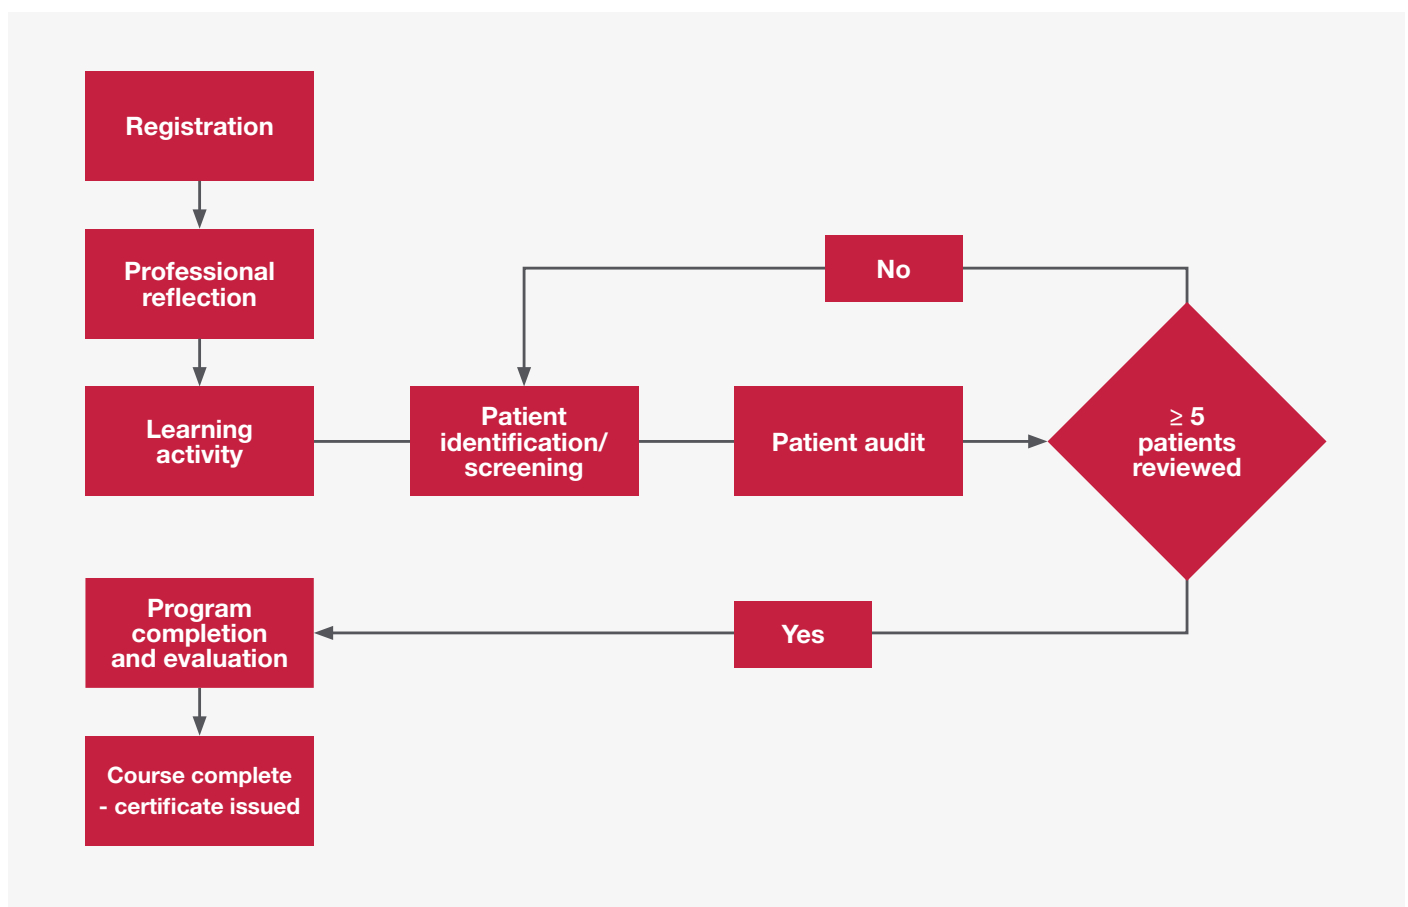 Registration
Professional
reflection
Learning
activity
Patient
identification/
screening
Patient audit
≥ 5
patients
reviewed
No
Yes
Program
completion
and evaluation
Course complete
- certificate issued